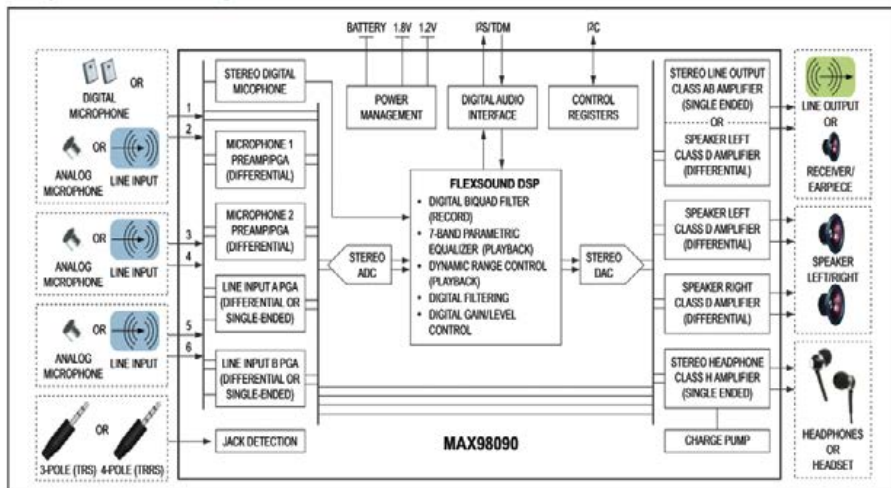 BATTERY 1.8V 1.2V I²S/TDM I²C
OR
DIGITAL
MICROPHONE
1
2
OR
ANALOG
MICROPHONE
LINE INPUT
3
4
OR
ANALOG
MICROPHONE
LINE INPUT
5
6
OR
ANALOG
MICROPHONE
LINE INPUT
OR
3-POLE (TRS) 4-POLE (TRRS)
STEREO DIGITAL
MICOPHONE
MICROPHONE 1
PREAMP/PGA
(DIFFERENTIAL)
MICROPHONE 2
PREAMP/PGA
(DIFFERENTIAL)
LINE INPUT A PGA
(DIFFERENTIAL OR
SINGLE-ENDED)
LINE INPUT B PGA
(DIFFERENTIAL OR
SINGLE-ENDED)
JACK DETECTION
POWER
MANAGEMENT
DIGITAL AUDIO
INTERFACE
CONTROL
REGISTERS
STEREO
ADC
FLEXSOUND DSP
• DIGITAL BIQUAD FILTER
(RECORD)
• 7-BAND PARAMETRIC
EQUALIZER (PLAYBACK)
• DYNAMIC RANGE CONTROL
(PLAYBACK)
• DIGITAL FILTERING
• DIGITAL GAIN/LEVEL
CONTROL
STEREO
DAC
MAX98090
STEREO LINE OUTPUT
CLASS AB AMPLIFIER
(SINGLE ENDED)
OR
SPEAKER LEFT
CLASS D AMPLIFIER
(DIFFERENTIAL)
SPEAKER LEFT
CLASS D AMPLIFIER
(DIFFERENTIAL)
SPEAKER RIGHT
CLASS D AMPLIFIER
(DIFFERENTIAL)
STEREO HEADPHONE
CLASS H AMPLIFIER
(SINGLE ENDED)
CHARGE PUMP
LINE OUTPUT
OR
RECEIVER/
EARPIECE
SPEAKER
LEFT/RIGHT
HEADPHONES
OR
HEADSET